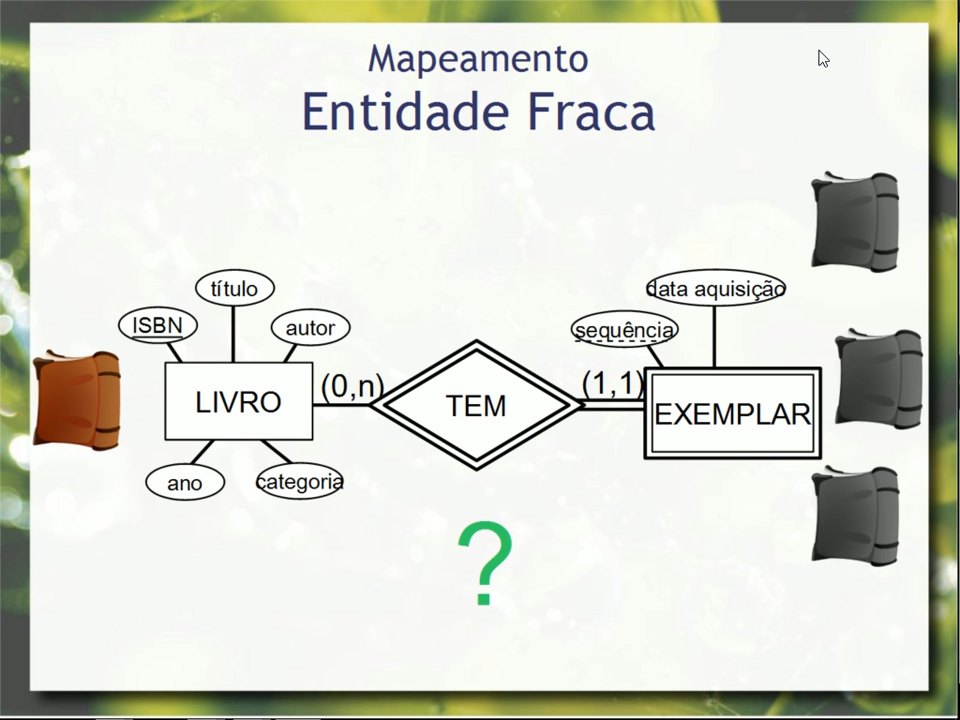 Mapeamento
Entidade Fraca
título
data aquisição
ISBN
autor
sequência
LIVRO
(0,n)
TEM
(1,1)
EXEMPLAR
ano
categoria
?